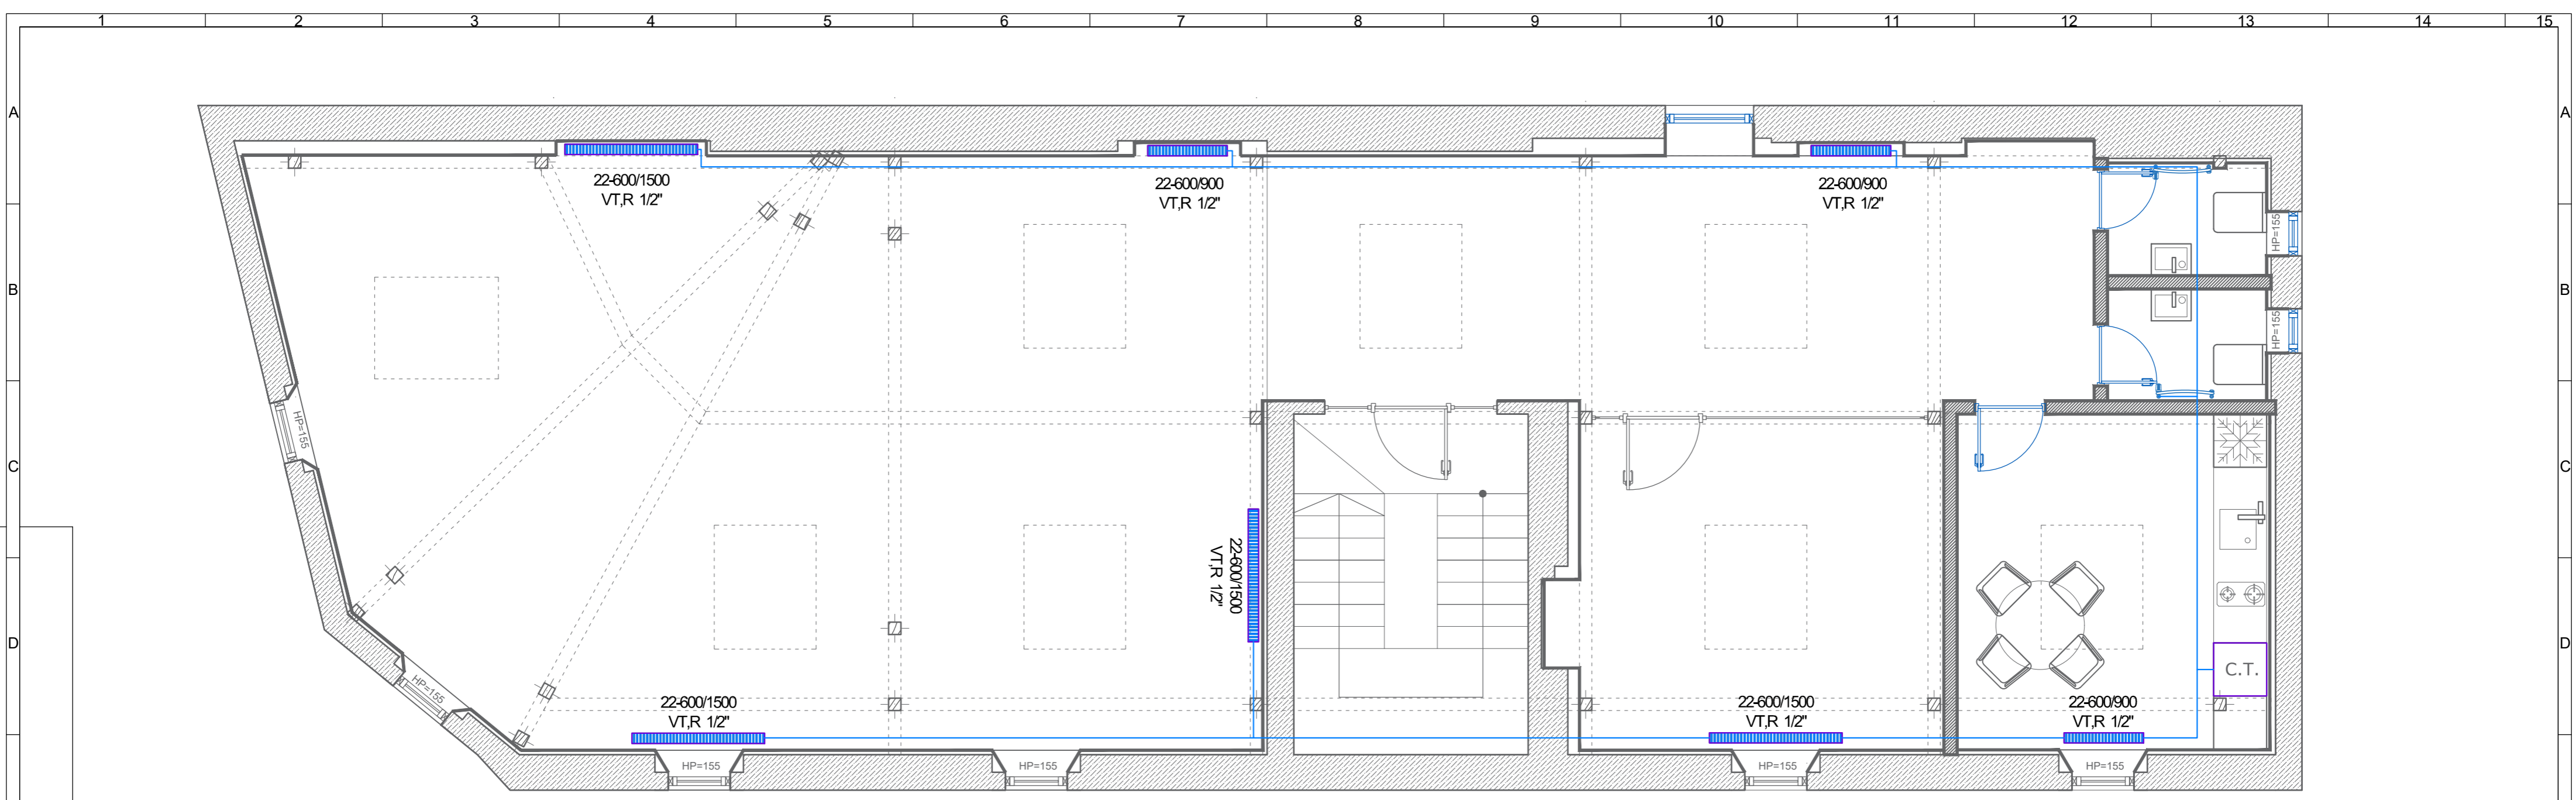 1 2 3 4 5 6 7 8 9 10 11 12 13 14 15
A A
22-600/1500
VT,R 1/2"
22-600/900
VT,R 1/2"
22-600/900
VT,R 1/2"
HP=155
B B
HP=155
HP=155
C C
22-600/1500
VT,R 1/2"
D D
C.T.
HP=155
22-600/1500
VT,R 1/2"
22-600/1500
VT,R 1/2"
22-600/900
VT,R 1/2"
HP=155
HP=155
HP=155
HP=155